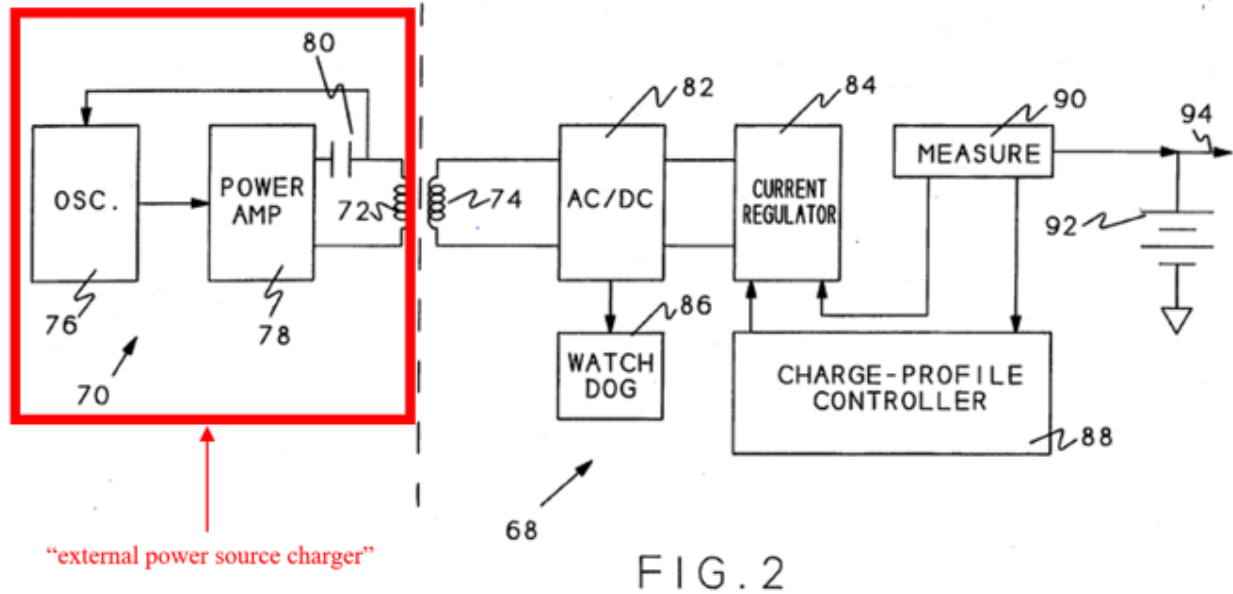 80
82
84
90
94
OSC.
POWER
AMP
72
74
AC/DC
CURRENT
REGULATOR
MEASURE
92
76
78
86
70
WATCH
DOG
CHARGE-PROFILE
CONTROLLER
88
68
“external power source charger”
FIG.2